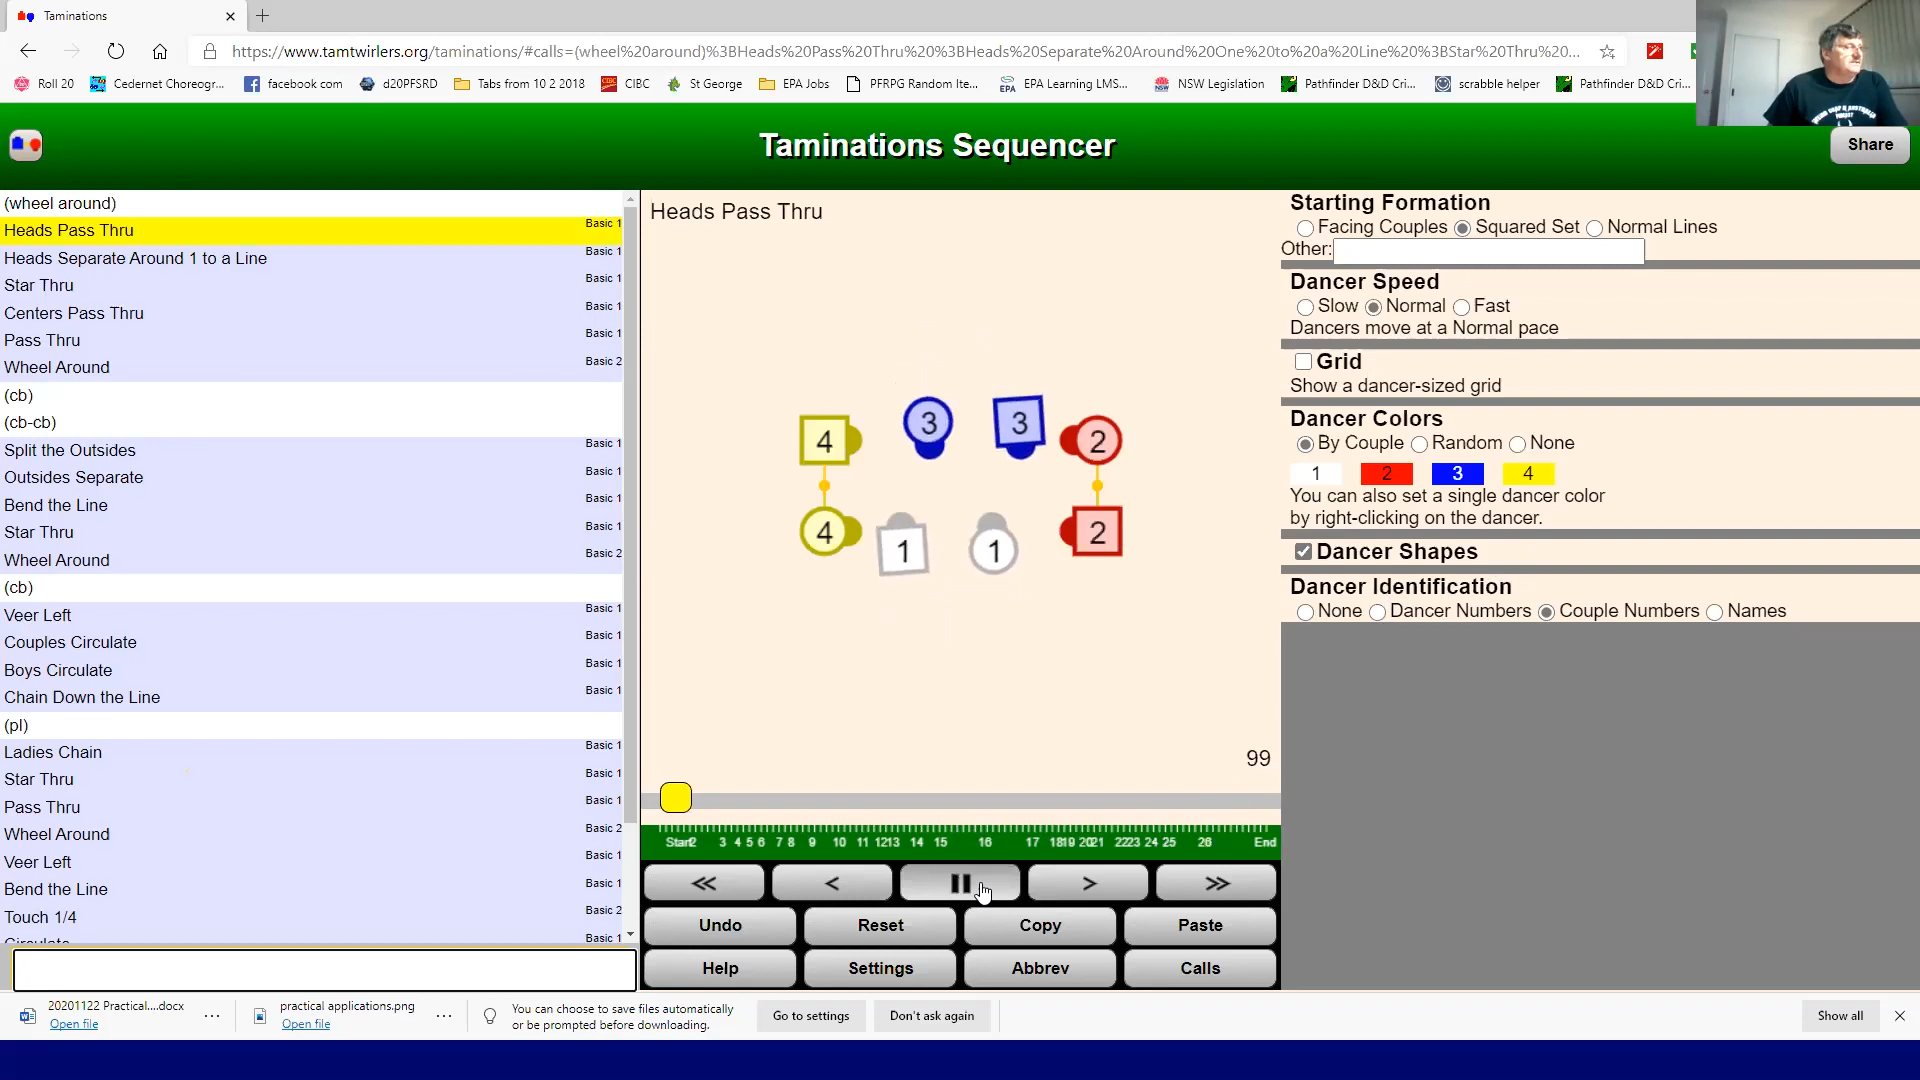 Taminations
https://www.tamtwirlers.org/taminations/#calls=(wheel%20around)%3BHeads%20Pass%20Thru%20%3BHeads%20Separate%20Around%20One%20to%20a%20Line%20%3BStar%20Thru%20...
Roll 20
Cedernet Choreogr...
facebook com
d20PFSRD
Tabs from 10 2 2018
CIBC
St George
EPA Jobs
PFRPG Random Ite...
EPA Learning LMS...
NSW Legislation
Pathfinder D&D Cri...
scrabble helper
Pathfinder D&D Cri...
Taminations Sequencer
Share
(wheel around)
Heads Pass Thru Basic 1
Heads Separate Around 1 to a Line Basic 1
Star Thru Basic 1
Centers Pass Thru Basic 1
Pass Thru Basic 1
Wheel Around Basic 2
(cb)
(cb-cb)
Split the Outsides Basic 1
Outsides Separate Basic 1
Bend the Line Basic 1
Star Thru Basic 1
Wheel Around Basic 2
(cb)
Veer Left Basic 1
Couples Circulate Basic 1
Boys Circulate Basic 1
Chain Down the Line Basic 1
(pl)
Ladies Chain Basic 1
Star Thru Basic 1
Pass Thru Basic 1
Wheel Around Basic 2
Veer Left Basic 1
Bend the Line Basic 1
Touch 1/4 Basic 2
Circulate Basic 1
Heads Pass Thru
4 3 3 2
4 1 1 2
99
Start 2 3 4 5 6 7 8 9 10 11 12 13 14 15 16 17 18 19 20 21 22 23 24 25 26 End
<< < > >>
Undo Reset Copy Paste
Help Settings Abbrev Calls
Starting Formation
Facing Couples Squared Set Normal Lines
Other:
Dancer Speed
Slow Normal Fast
Dancers move at a Normal pace
Grid
Show a dancer-sized grid
Dancer Colors
By Couple Random None
1 2 3 4
You can also set a single dancer color
by right-clicking on the dancer.
Dancer Shapes
Dancer Identification
None Dancer Numbers Couple Numbers Names
20201122 Practical....docx
Open file
practical applications.png
Open file
You can choose to save files automatically
or be prompted before downloading.
Go to settings
Don't ask again
Show all